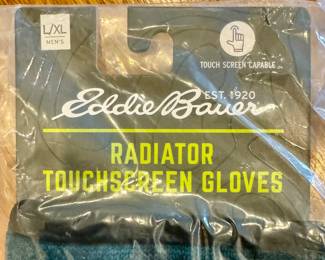 L/XL
MEN'S
TOUCH SCREEN CAPABLE
EST. 1920
Eddie Bauer
RADIATOR
TOUCHSCREEN GLOVES